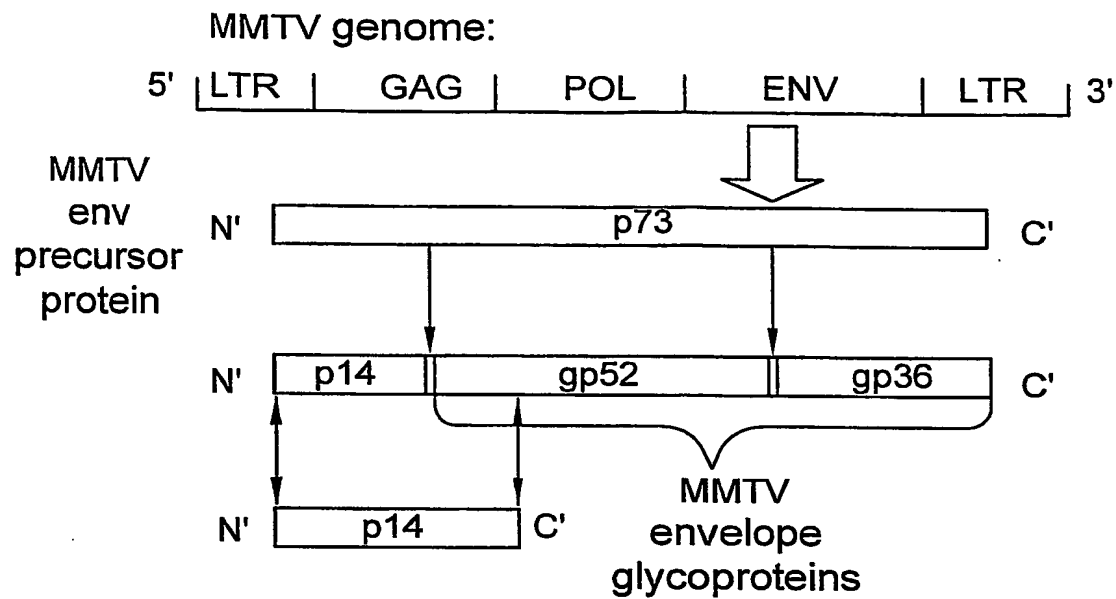 MMTV genome:
5' LTR GAG POL ENV LTR 3'
MMTV
env
precursor
protein
N' p73 C'
N' p14 gp52 gp36 C'
N' p14 C'
MMTV
envelope
glycoproteins